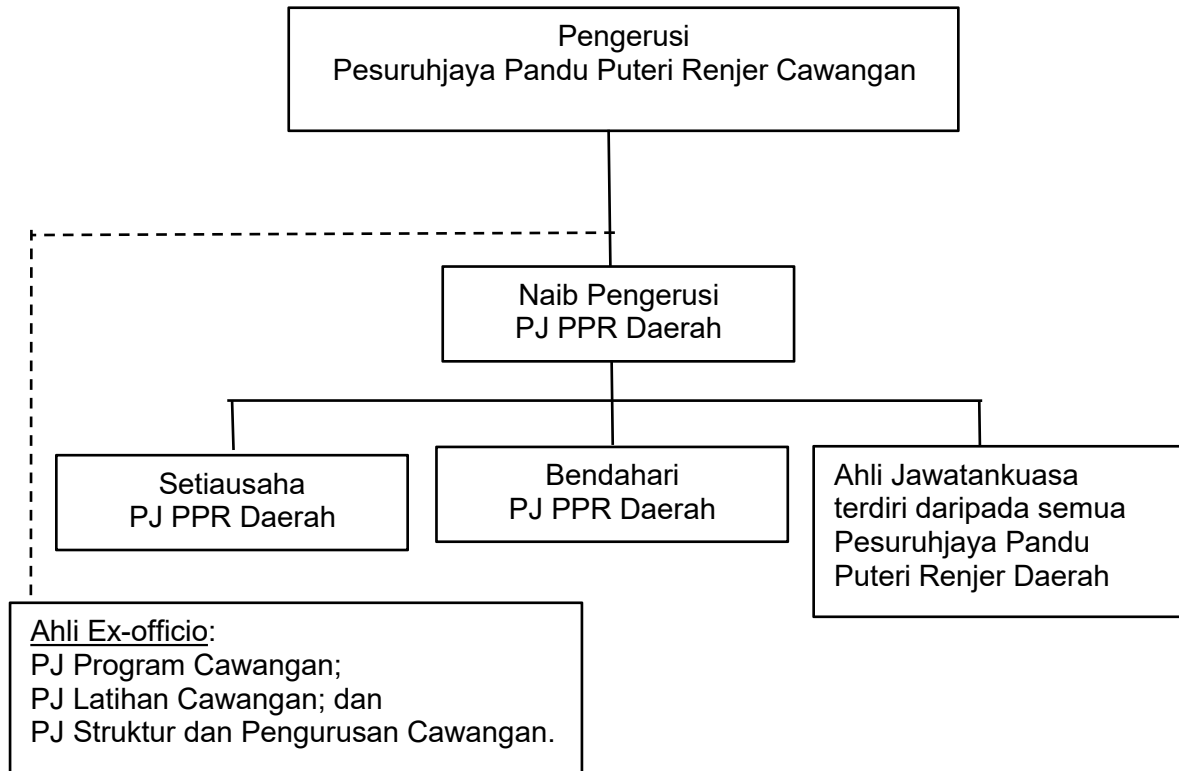 Pengerusi
Pesuruhjaya Pandu Puteri Renjer Cawangan
Naib Pengerusi
PJ PPR Daerah
Setiausaha
PJ PPR Daerah
Bendahari
PJ PPR Daerah
Ahli Jawatankuasa
terdiri daripada semua
Pesuruhjaya Pandu
Puteri Renjer Daerah
Ahli Ex-officio:
PJ Program Cawangan;
PJ Latihan Cawangan; dan
PJ Struktur dan Pengurusan Cawangan.